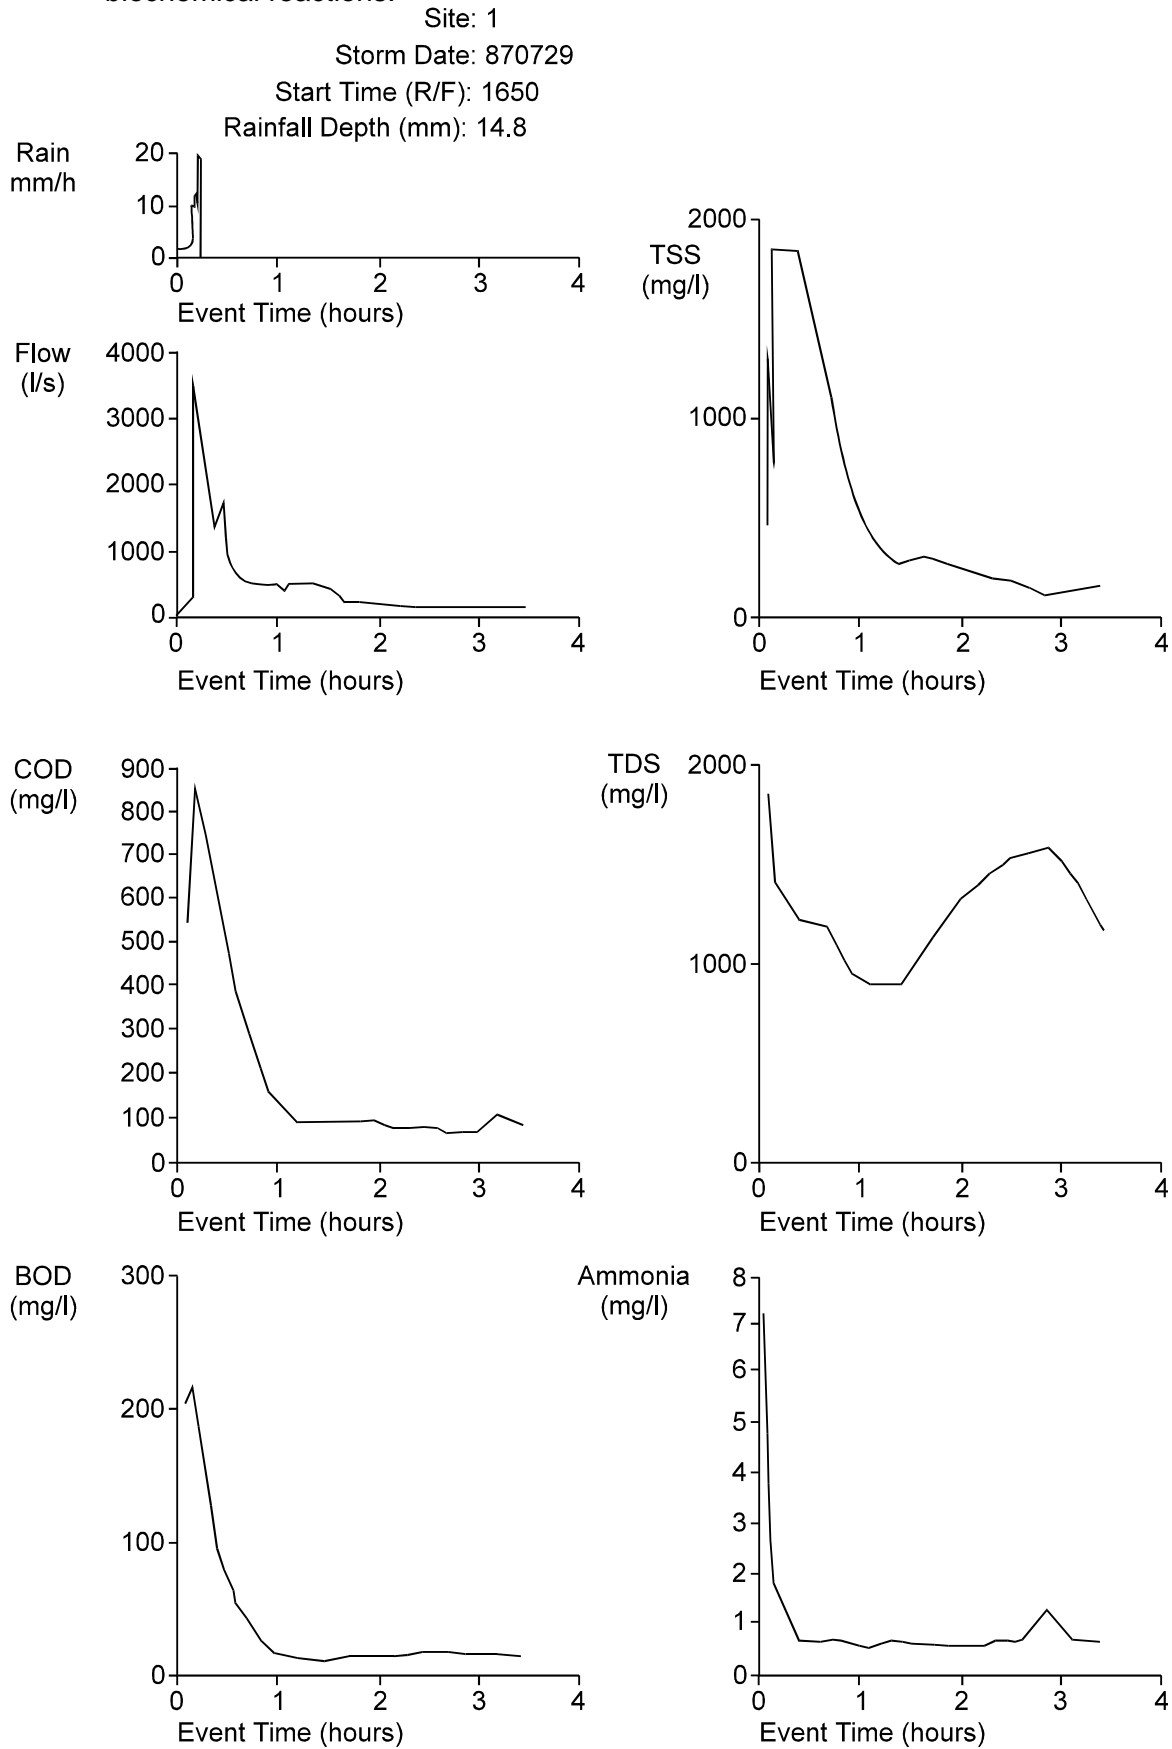 biochemical reactions.
Site: 1
Storm Date: 870729
Start Time (R/F): 1650
Rainfall Depth (mm): 14.8
Rain
mm/h
20
10
0
0 1 2 3 4
Event Time (hours)
Flow
(l/s)
4000
3000
2000
1000
0
0 1 2 3 4
Event Time (hours)
TSS
(mg/l)
2000
1000
0
0 1 2 3 4
Event Time (hours)
COD
(mg/l)
900
800
700
600
500
400
300
200
100
0
0 1 2 3 4
Event Time (hours)
TDS
(mg/l)
2000
1000
0
0 1 2 3 4
Event Time (hours)
BOD
(mg/l)
300
200
100
0
0 1 2 3 4
Event Time (hours)
Ammonia
(mg/l)
8
7
6
5
4
3
2
1
0
0 1 2 3 4
Event Time (hours)